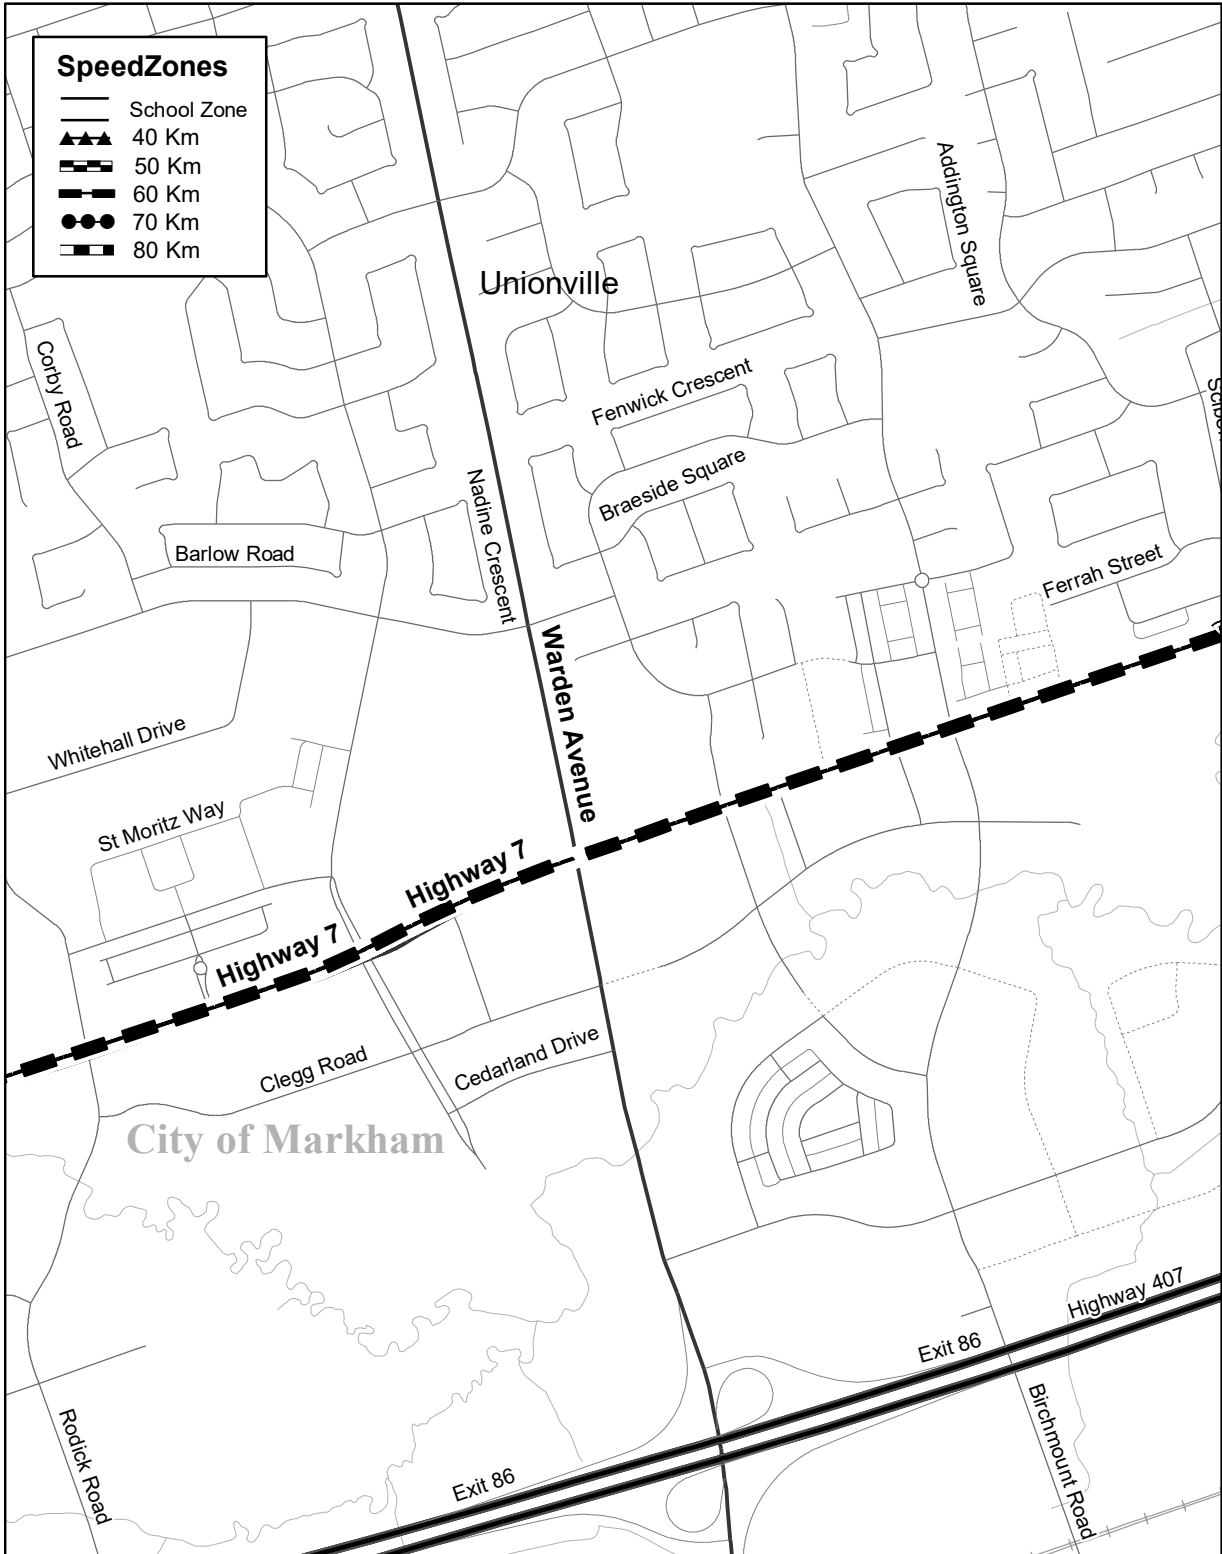 SpeedZones
School Zone
40 Km
50 Km
60 Km
70 Km
80 Km
Addington Square
Unionville
Corby Road
Fenwick Crescent
Braeside Square
Nadine Crescent
Barlow Road
Ferrah Street
Warden Avenue
Whitehall Drive
St Moritz Way
Highway 7
Highway 7
Clegg Road
Cedarland Drive
City of Markham
Highway 407
Exit 86
Birchmount Road
Rodick Road
Exit 86